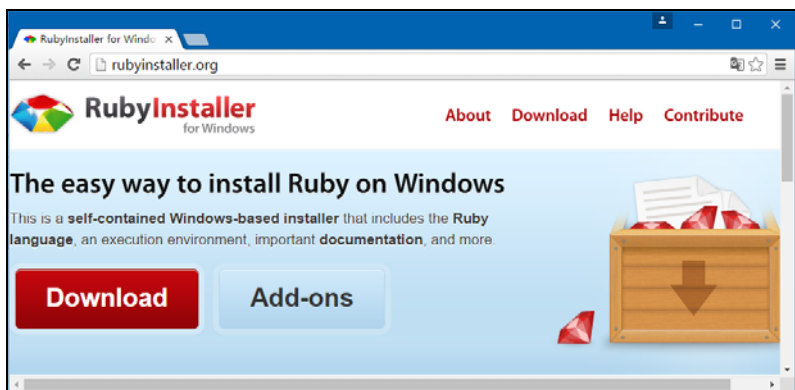 RubyInstaller for Windo
rubyinstaller.org
RubyInstaller
for Windows
About Download Help Contribute
The easy way to install Ruby on Windows
This is a self-contained Windows-based installer that includes the Ruby
language, an execution environment, important documentation, and more.
Download Add-ons